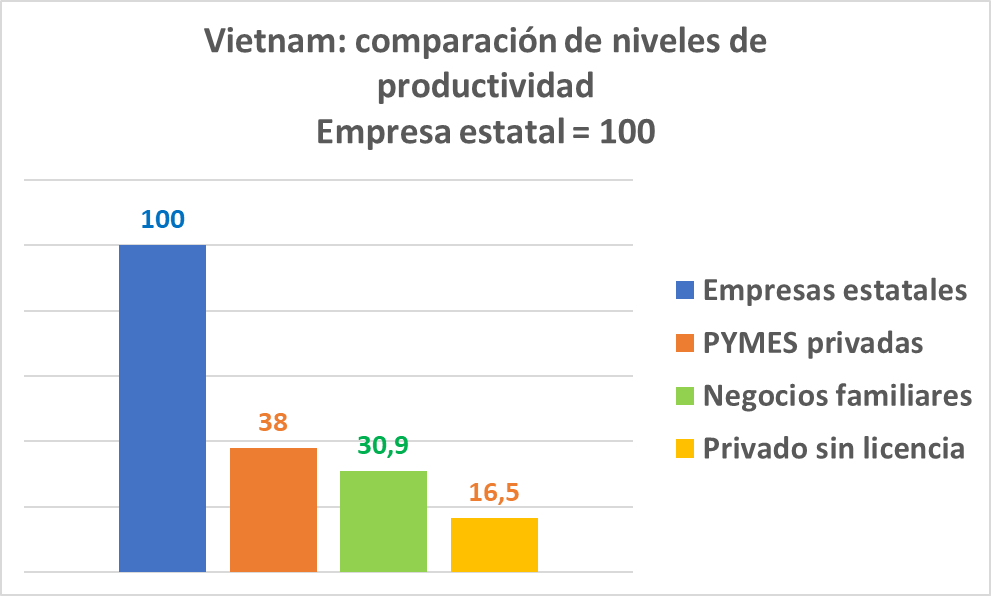 Vietnam: comparación de niveles de
productividad
Empresa estatal = 100
100
38
30,9
16,5
Empresas estatales
PYMES privadas
Negocios familiares
Privado sin licencia